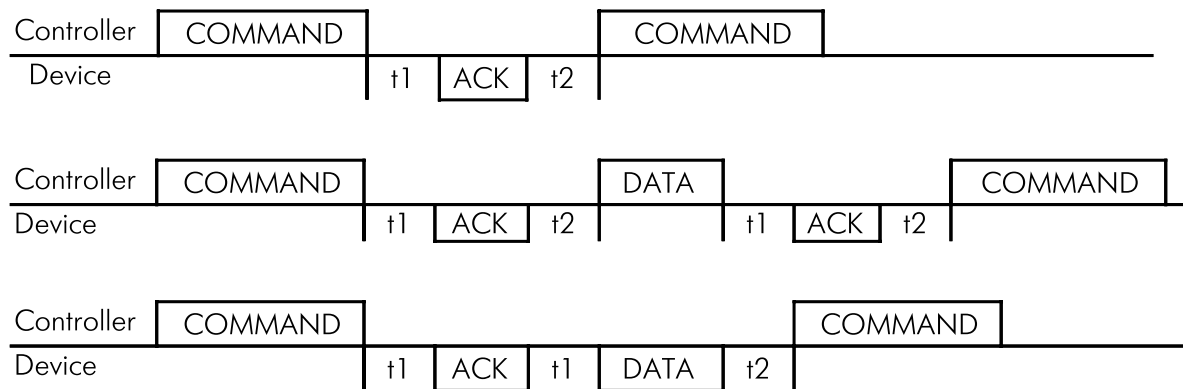 Controller COMMAND COMMAND
Device t1 ACK t2
Controller COMMAND DATA COMMAND
Device t1 ACK t2 t1 ACK t2
Controller COMMAND COMMAND
Device t1 ACK t1 DATA t2